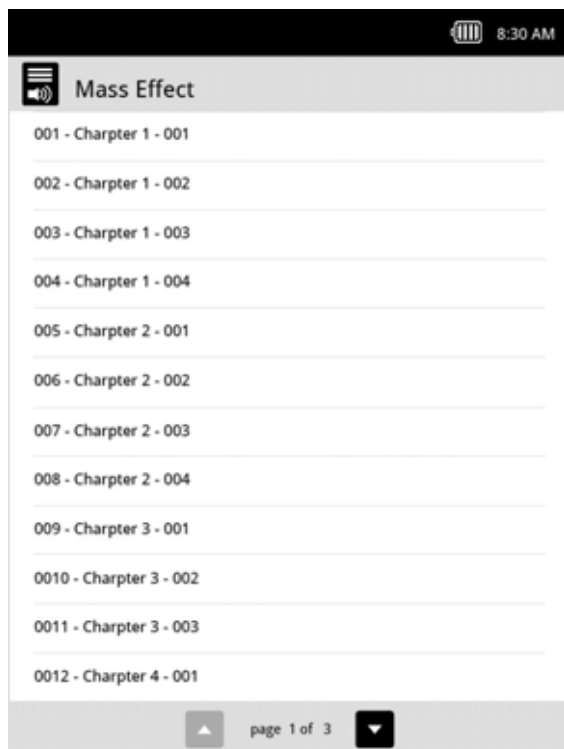 8:30 AM
Mass Effect
001 - Charpter 1 - 001
002 - Charpter 1 - 002
003 - Charpter 1 - 003
004 - Charpter 1 - 004
005 - Charpter 2 - 001
006 - Charpter 2 - 002
007 - Charpter 2 - 003
008 - Charpter 2 - 004
009 - Charpter 3 - 001
0010 - Charpter 3 - 002
0011 - Charpter 3 - 003
0012 - Charpter 4 - 001
page 1 of 3